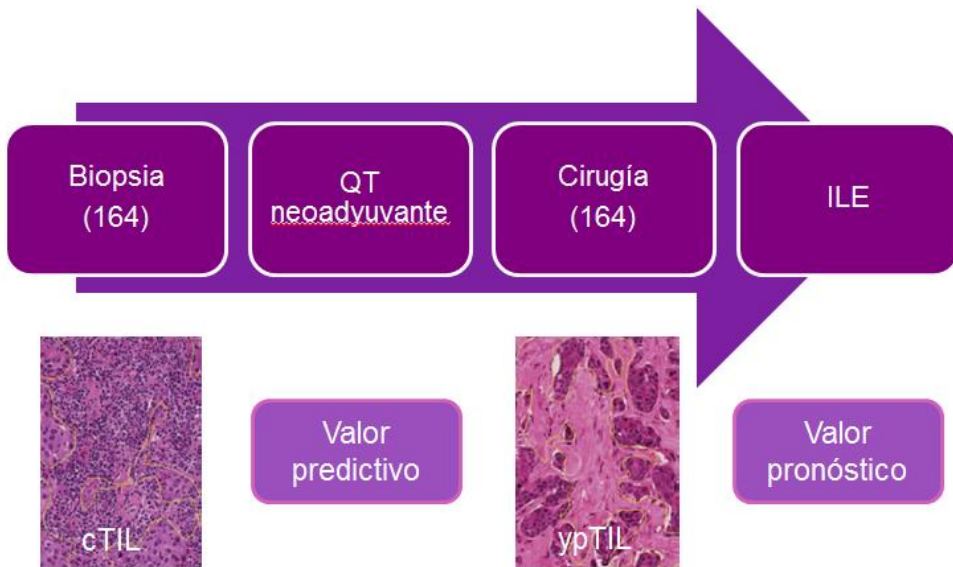 Biopsia
(164)
QT
neoadyuvante
Cirugía
(164)
ILE
cTIL
Valor
predictivo
ypTIL
Valor
pronóstico